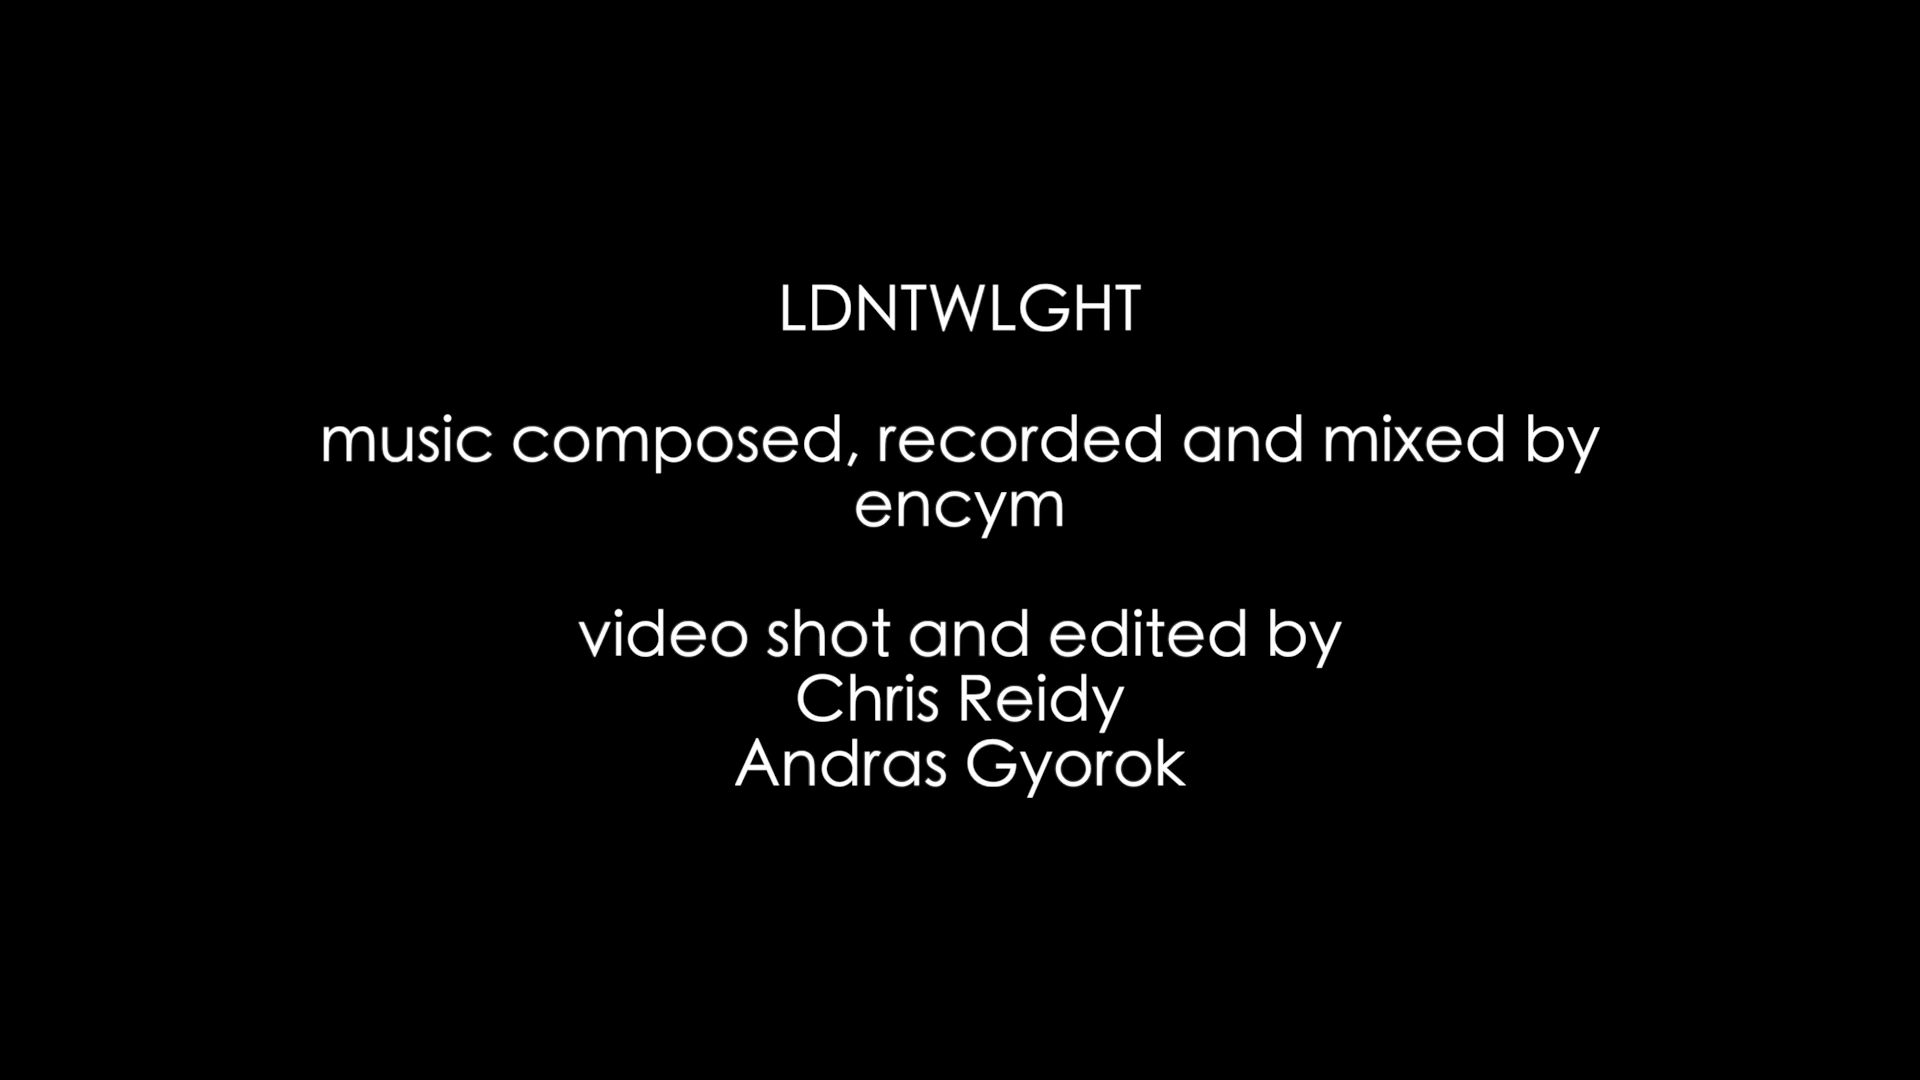 LDNTWLGHT
music composed, recorded and mixed by
encym
video shot and edited by
Chris Reidy
Andras Gyorok